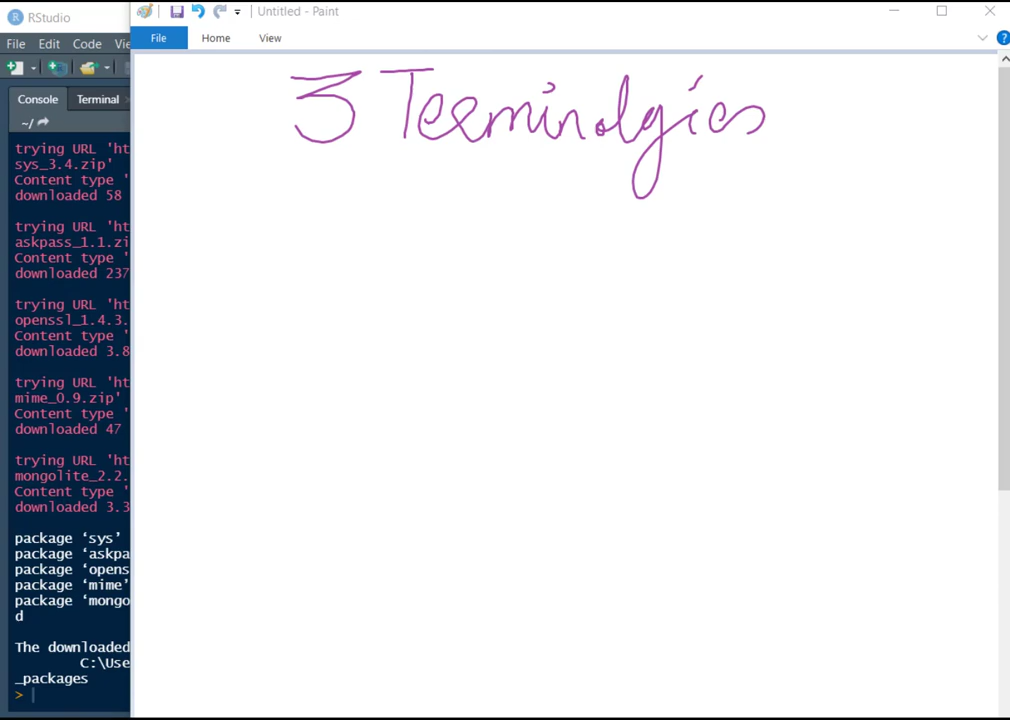 RStudio
Untitled - Paint
File Edit Code
File Home View
Console Terminal
~/
3 Terminolgies
trying URL 'ht
sys_3.4.zip'
Content type '
downloaded 58
trying URL 'ht
askpass_1.1.zi
Content type '
downloaded 237
trying URL 'ht
openssl_1.4.3.
Content type '
downloaded 3.8
trying URL 'ht
mime_0.9.zip'
Content type '
downloaded 47
trying URL 'ht
mongolite_2.2.
Content type '
downloaded 3.3
package ‘sys’
package ‘askpa
package ‘opens
package ‘mime’
package ‘mongo
d
The downloaded
C:\Use
_packages
>